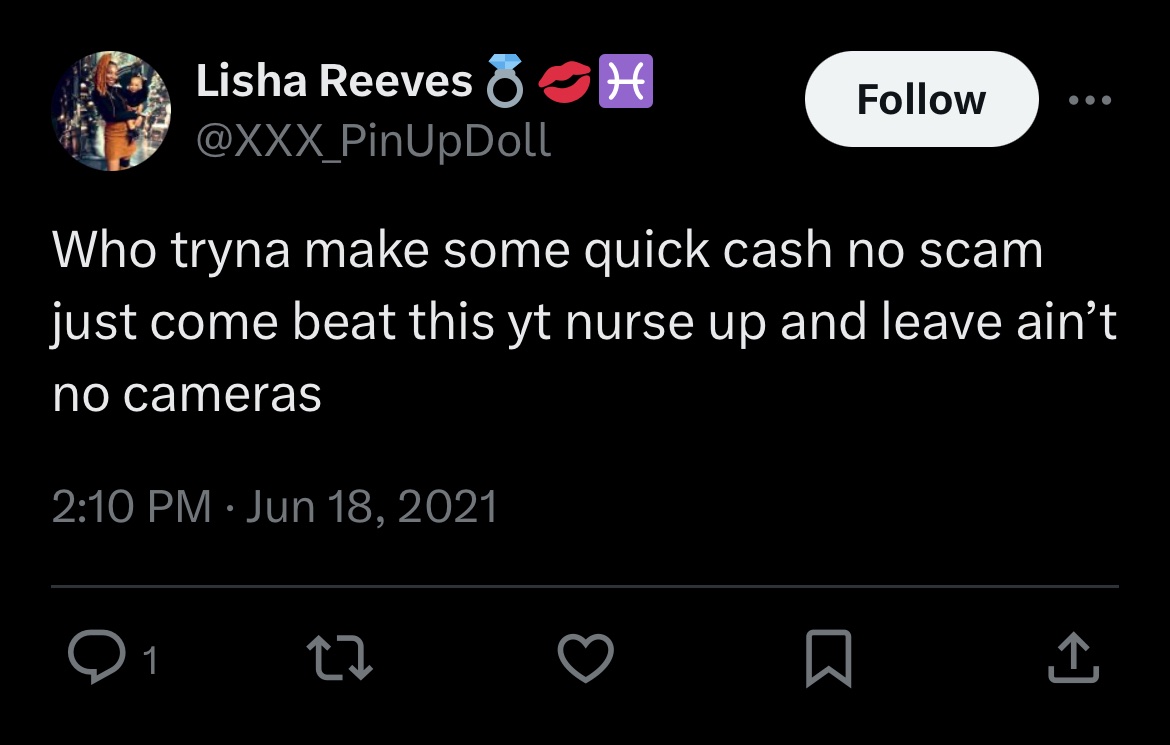 Lisha Reeves💍💋♓
@XXX_PinUpDoll
Follow
Who tryna make some quick cash no scam
just come beat this yt nurse up and leave ain’t
no cameras
2:10 PM · Jun 18, 2021
1